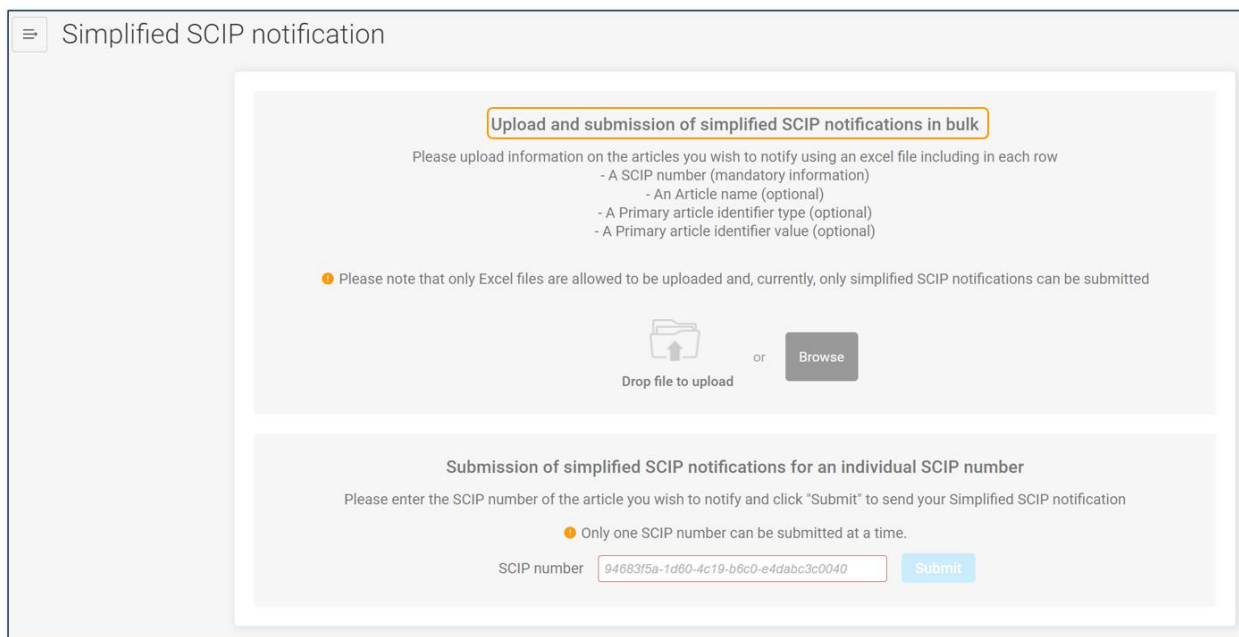 Simplified SCIP notification
Upload and submission of simplified SCIP notifications in bulk
Please upload information on the articles you wish to notify using an excel file including in each row
- A SCIP number (mandatory information)
- An Article name (optional)
- A Primary article identifier type (optional)
- A Primary article identifier value (optional)
Please note that only Excel files are allowed to be uploaded and, currently, only simplified SCIP notifications can be submitted
or
Browse
Drop file to upload
Submission of simplified SCIP notifications for an individual SCIP number
Please enter the SCIP number of the article you wish to notify and click "Submit" to send your Simplified SCIP notification
Only one SCIP number can be submitted at a time.
SCIP number 94683f5a-1d60-4c19-b6c0-e4dabc3c0040 Submit